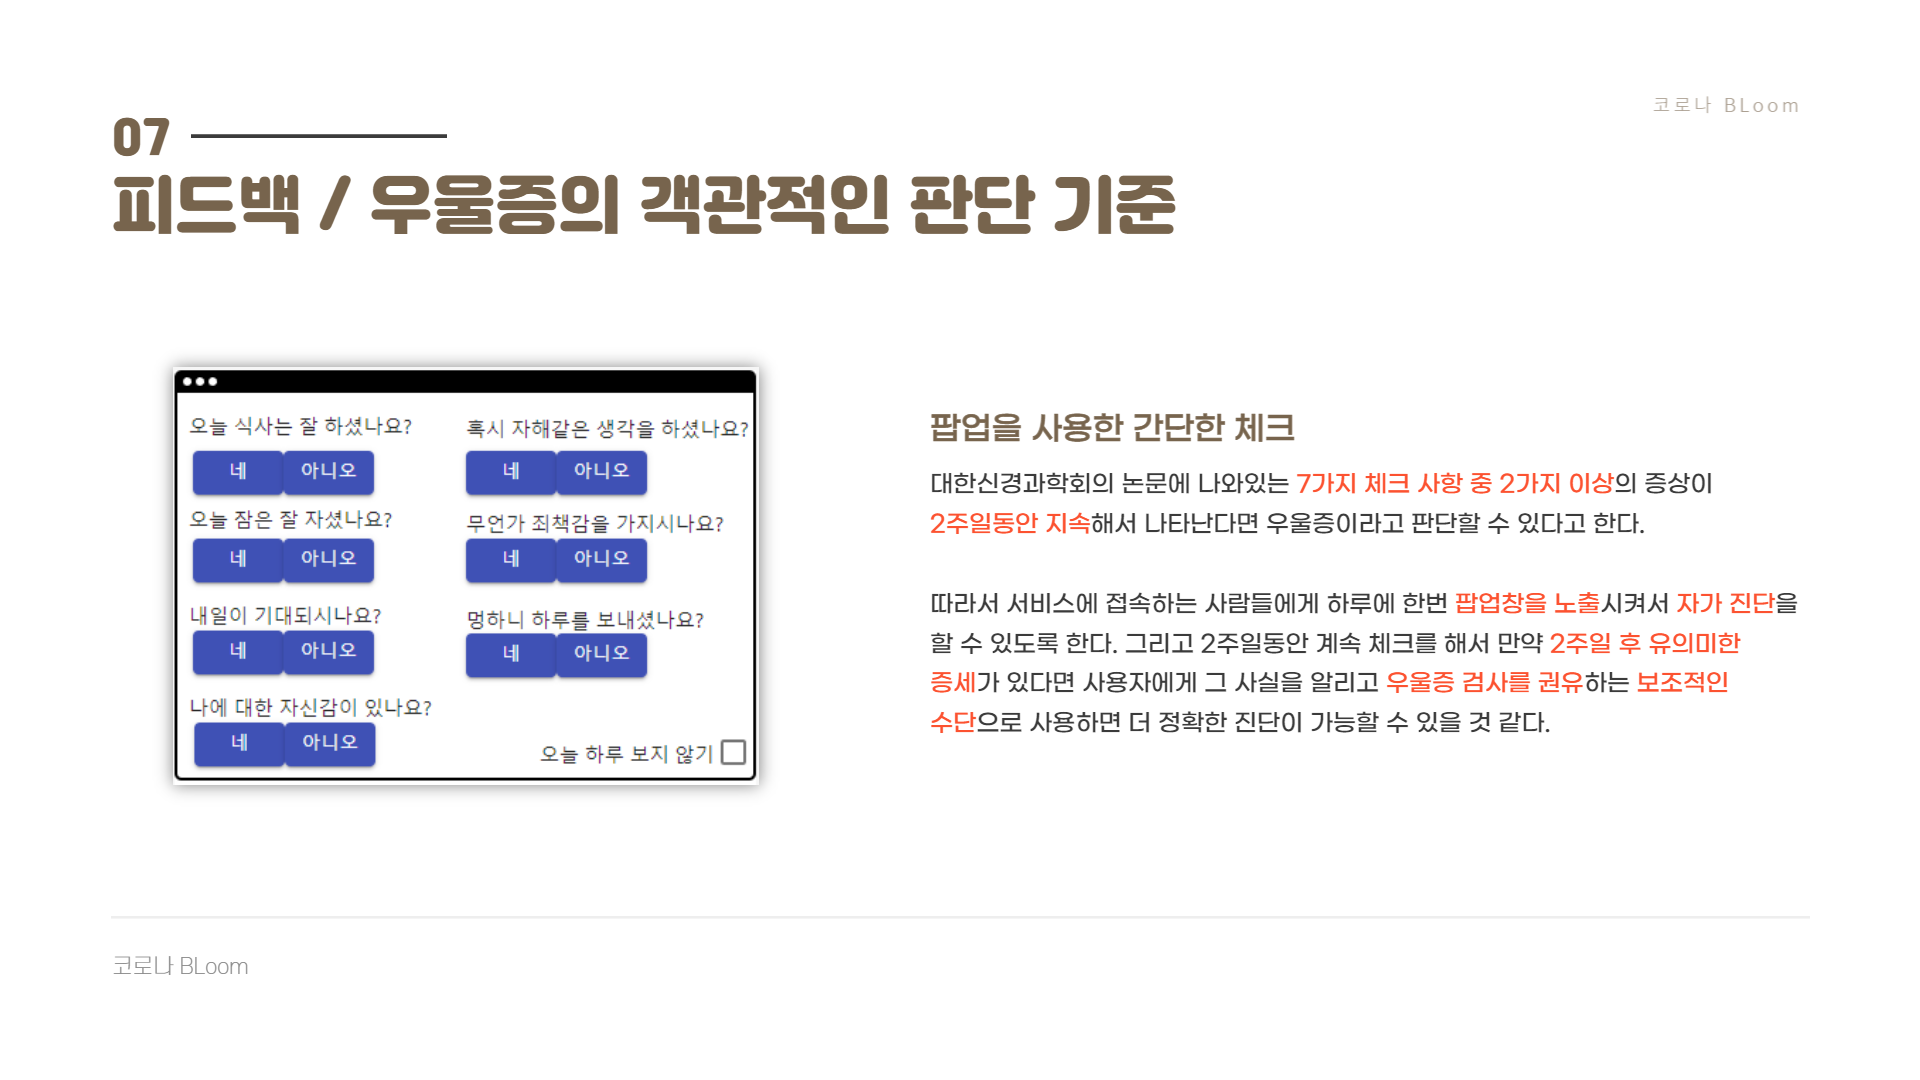 코로나 BLoom
07
피드백 / 우울증의 객관적인 판단 기준
오늘 식사는 잘 하셨나요?
네 아니오
오늘 잠은 잘 자셨나요?
네 아니오
내일이 기대되시나요?
네 아니오
나에 대한 자신감이 있나요?
네 아니오
혹시 자해같은 생각을 하셨나요?
네 아니오
무언가 죄책감을 가지시나요?
네 아니오
멍하니 하루를 보내셨나요?
네 아니오
오늘 하루 보지 않기
팝업을 사용한 간단한 체크
대한신경과학회의 논문에 나와있는 7가지 체크 사항 중 2가지 이상의 증상이
2주일동안 지속해서 나타난다면 우울증이라고 판단할 수 있다고 한다.
따라서 서비스에 접속하는 사람들에게 하루에 한번 팝업창을 노출시켜서 자가 진단을
할 수 있도록 한다. 그리고 2주일동안 계속 체크를 해서 만약 2주일 후 유의미한
증세가 있다면 사용자에게 그 사실을 알리고 우울증 검사를 권유하는 보조적인
수단으로 사용하면 더 정확한 진단이 가능할 수 있을 것 같다.
코로나 BLoom